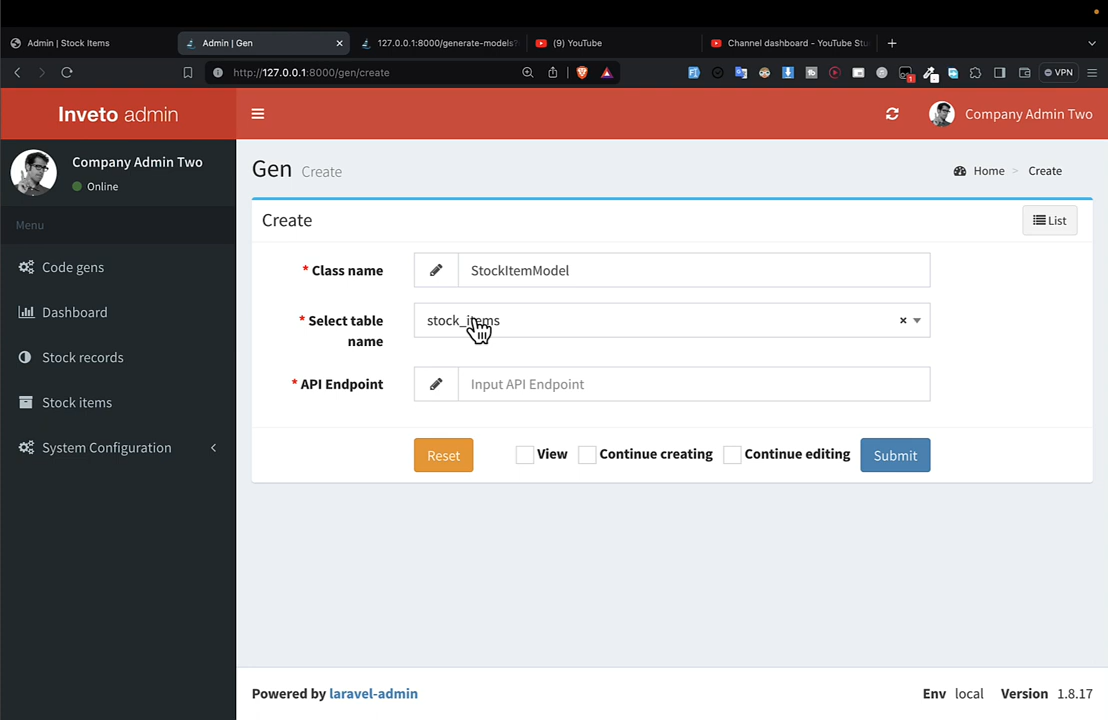 Admin | Stock Items
Admin | Gen
127.0.0.1:8000/generate-models?
(9) YouTube
Channel dashboard - YouTube Stu
http://127.0.0.1:8000/gen/create
1
VPN
Inveto admin
Company Admin Two
Company Admin Two
Online
Menu
Code gens
Dashboard
Stock records
Stock items
System Configuration
Gen Create
Home > Create
Create
List
* Class name
StockItemModel
* Select table name
stock_items
* API Endpoint
Input API Endpoint
Reset
View
Continue creating
Continue editing
Submit
Powered by laravel-admin
Env local Version 1.8.17